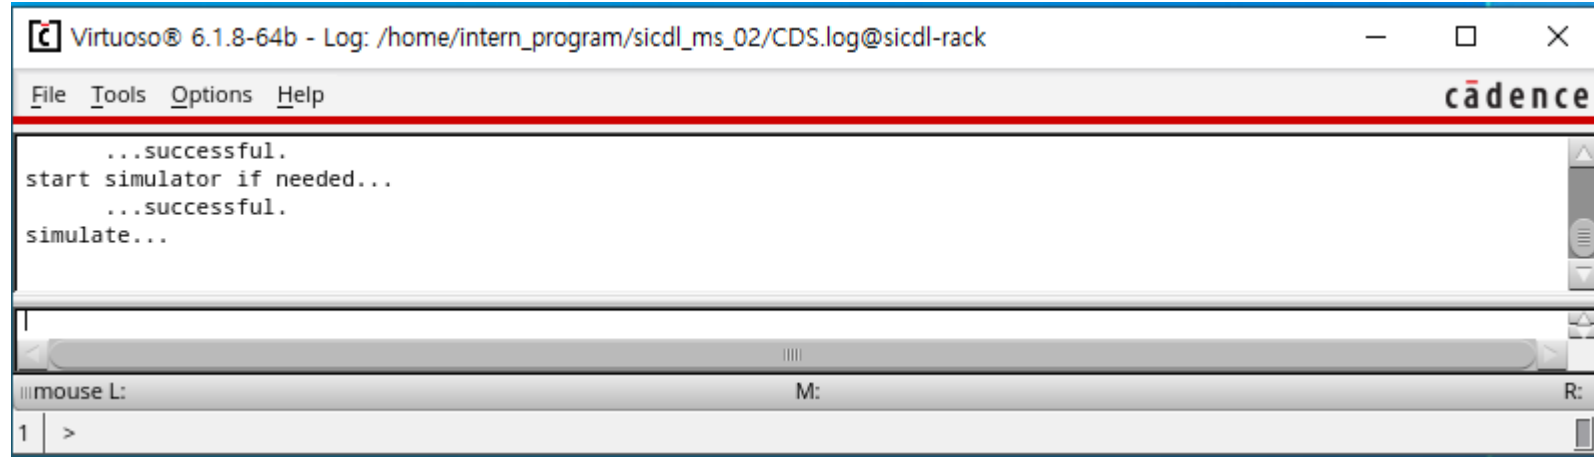 Virtuoso® 6.1.8-64b - Log: /home/intern_program/sicdl_ms_02/CDS.log@sicdl-rack
File Tools Options Help
cādence
...successful.
start simulator if needed...
...successful.
simulate...
mouse L: M: R:
1 >